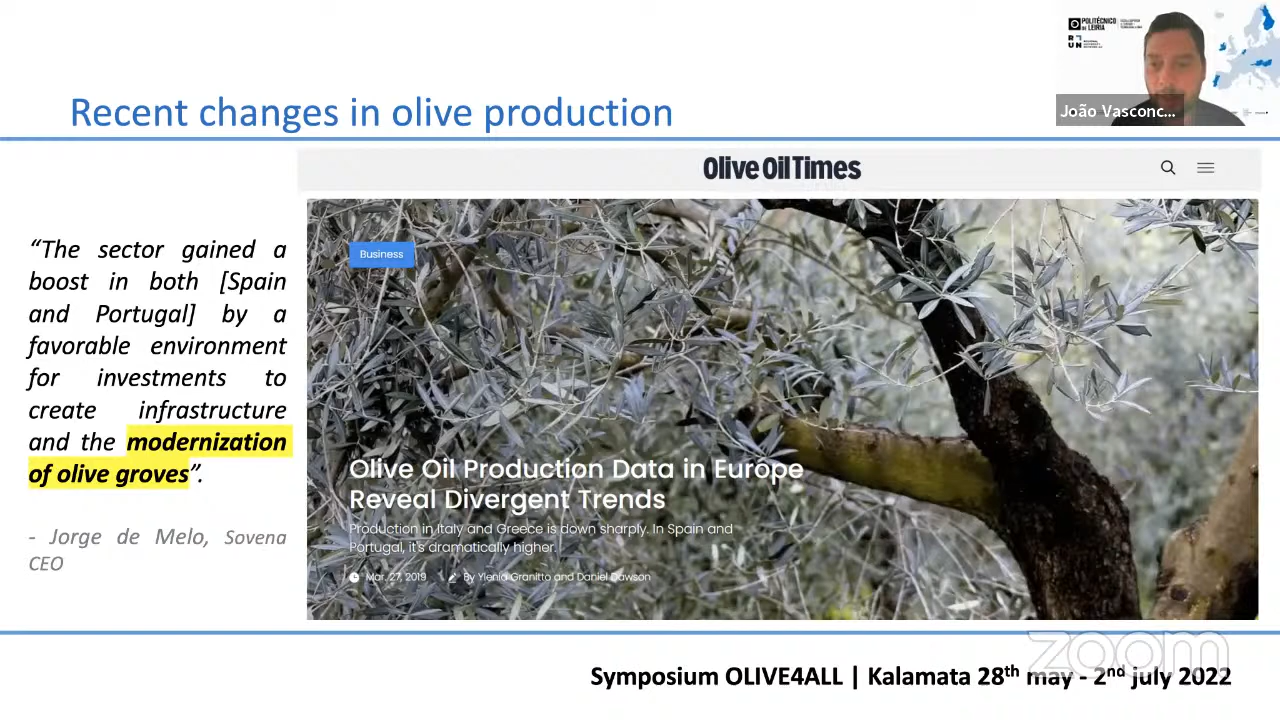 POLITÉCNICO
DE LEIRIA
R
UN
João Vasconc...
Recent changes in olive production
Olive Oil Times
“The sector gained a
boost in both [Spain
and Portugal] by a
favorable environment
for investments to
create infrastructure
and the modernization
of olive groves”.
- Jorge de Melo, Sovena
CEO
Business
Olive Oil Production Data in Europe
Reveal Divergent Trends
Production in Italy and Greece is down sharply. In Spain and
Portugal, it's dramatically higher.
Mar. 27, 2019 By Ylenia Granitto and Daniel Dawson
zoom
Symposium OLIVE4ALL | Kalamata 28th may - 2nd july 2022